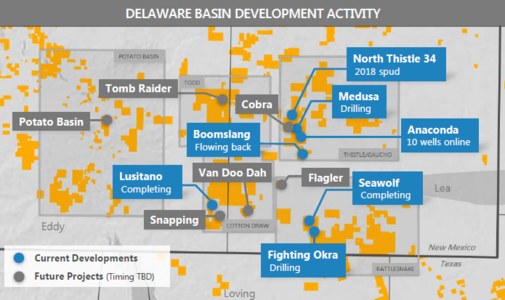 DELAWARE BASIN DEVELOPMENT ACTIVITY
POTATO BASIN
TODD
North Thistle 34
2018 spud
Tomb Raider
Cobra
Medusa
Drilling
Potato Basin
Boomslang
Flowing back
Anaconda
10 wells online
THISTLE/GAUCHO
Lusitano
Completing
Van Doo Dah
Flagler
Seawolf
Completing
Lea
Snapping
COTTON DRAW
Eddy
New Mexico
Texas
Fighting Okra
Drilling
RATTLESNAKE
Current Developments
Future Projects (Timing TBD)
Loving